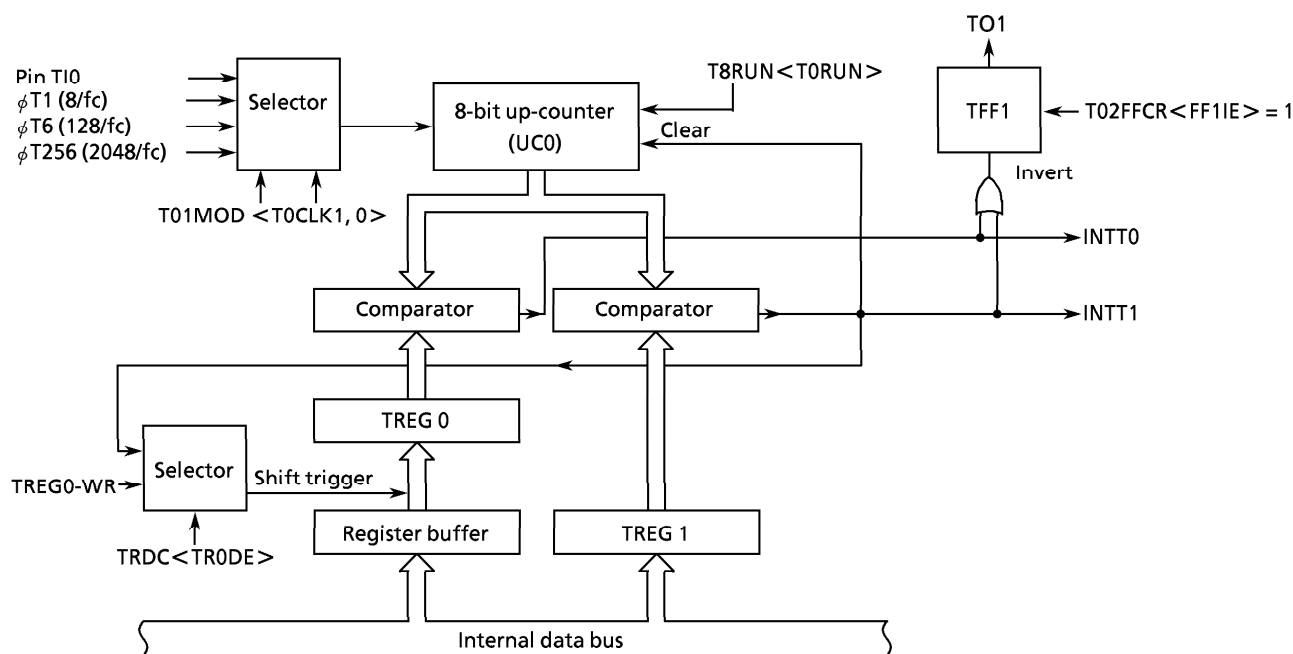 TO1
Pin TI0
φT1 (8/fc)
φT6 (128/fc)
φT256 (2048/fc)
Selector
8-bit up-counter
(UC0)
T8RUN<T0RUN>
Clear
TFF1
T02FFCR<FF1IE> = 1
Invert
T01MOD <T0CLK1, 0>
INTT0
Comparator
Comparator
INTT1
TREG 0
Selector
TREG0-WR
Shift trigger
Register buffer
TREG 1
TRDC<TR0DE>
Internal data bus